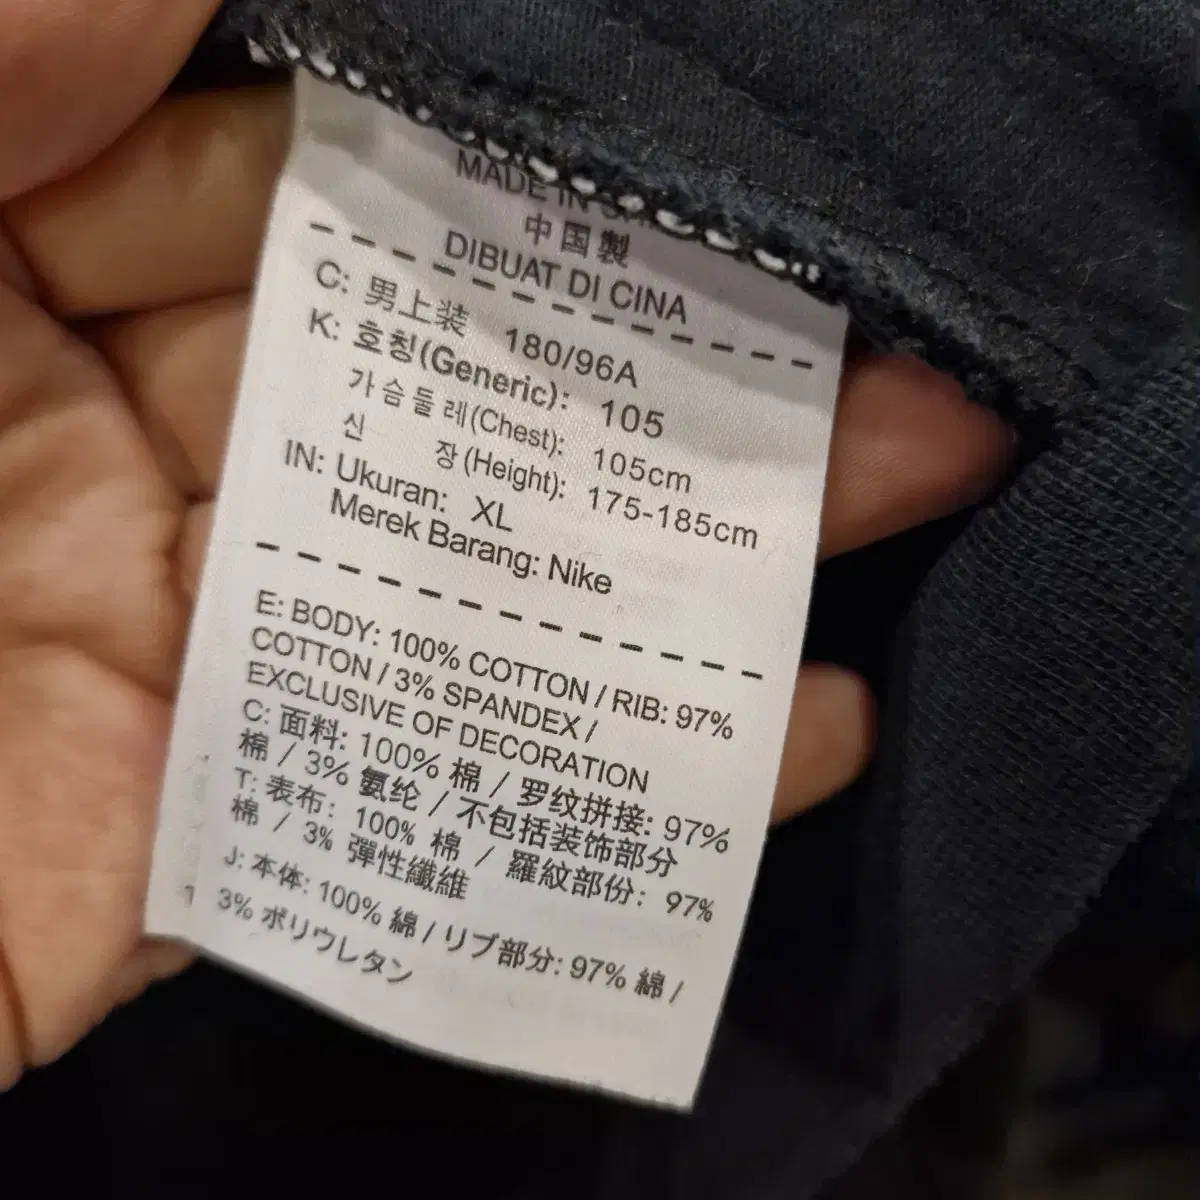 MADE IN
中国製
DIBUAT DI CINA
C: 男上装 180/96A
K: 호칭(Generic): 105
가슴둘레(Chest): 105cm
신 장(Height): 175-185cm
IN: Ukuran: XL
Merek Barang: Nike
E: BODY: 100% COTTON / RIB: 97%
COTTON / 3% SPANDEX /
EXCLUSIVE OF DECORATION
C: 面料: 100% 棉 / 罗纹拼接: 97%
棉 / 3% 氨纶 / 不包括装饰部分
T: 表布: 100% 棉 / 羅紋部份: 97%
棉 / 3% 彈性纖維
J: 本体: 100% 綿 / リブ部分: 97% 綿 /
3% ポリウレタン